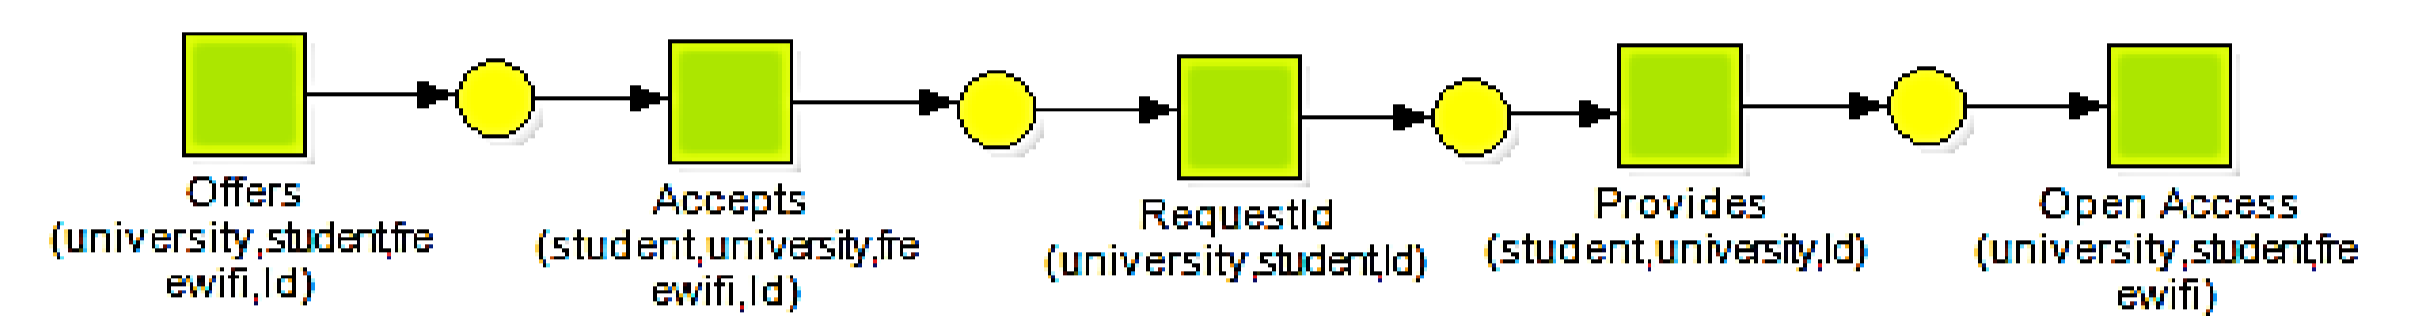 Offers
(university,student,fre
ewifi,Id)
Accepts
(student,university,fre
ewifi,Id)
RequestId
(university,student,Id)
Provides
(student,university,Id)
Open Access
(university,student,fre
ewifi)